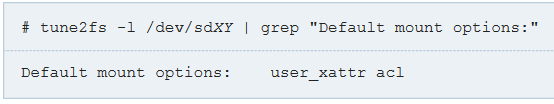 # tune2fs -l /dev/sdXY | grep "Default mount options:"
Default mount options:    user_xattr acl